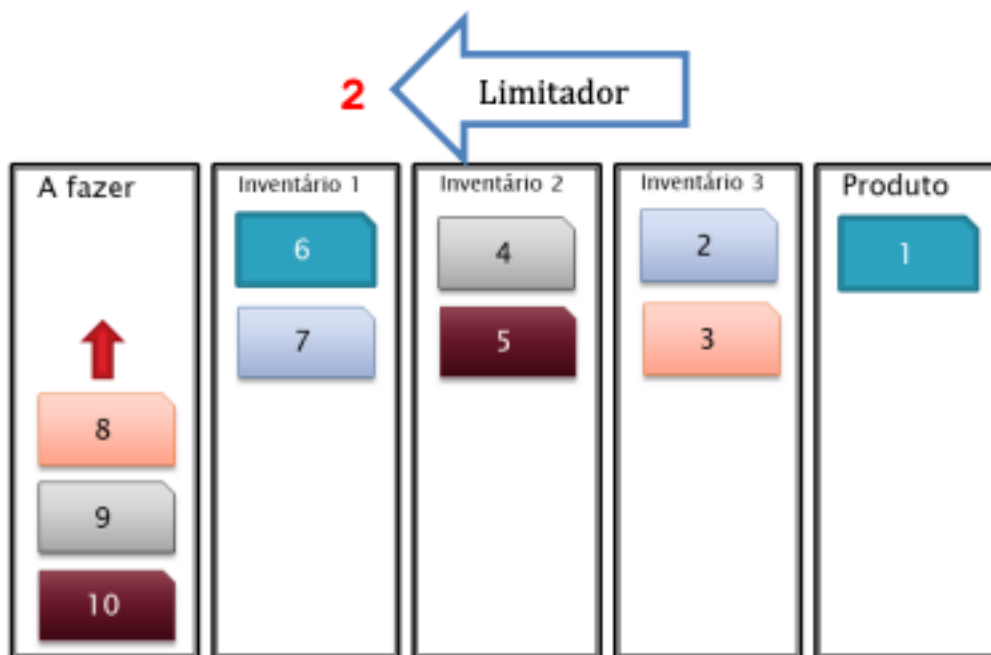 2
Limitador
A fazer
8
9
10
Inventário 1
6
7
Inventário 2
4
5
Inventário 3
2
3
Produto
1